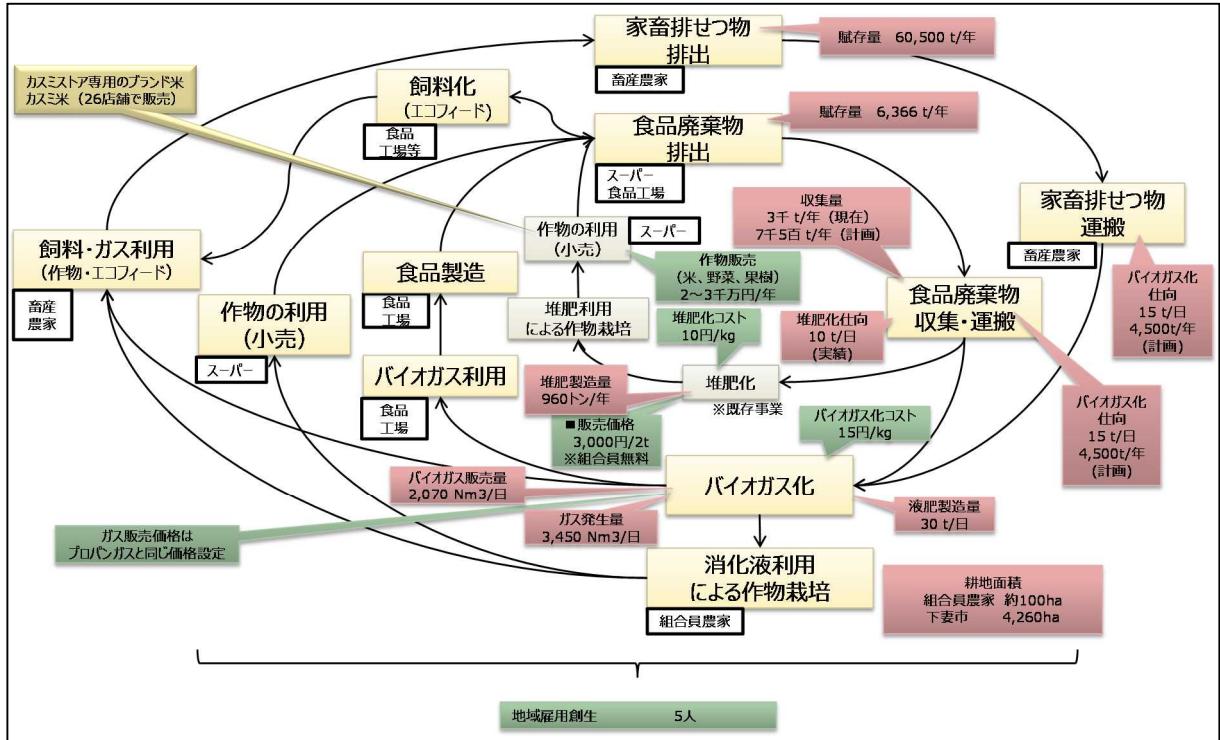 家畜排せつ物
排出
畜産農家
賦存量 60,500 t/年
カスミストア専用のブランド米
カスミ米（26店舗で販売）
飼料化
（エコフィード）
食品
工場等
食品廃棄物
排出
スーパー
食品工場
賦存量 6,366 t/年
収集量
3千 t/年（現在）
7千5百 t/年（計画）
家畜排せつ物
運搬
畜産農家
飼料・ガス利用
（作物・エコフィード）
畜産
農家
作物の利用
（小売）
スーパー
食品製造
食品
工場
作物の利用
（小売）
スーパー
作物販売
（米、野菜、果樹）
2～3千万円/年
食品廃棄物
収集・運搬
バイオガス化
仕向
15 t/日
4,500t/年
(計画)
堆肥利用
による作物栽培
堆肥化コスト
10円/kg
堆肥化仕向
10 t/日
(実績)
バイオガス利用
食品
工場
堆肥製造量
960トン/年
堆肥化
※既存事業
■販売価格
3,000円/2t
※組合員無料
バイオガス化コスト
15円/kg
バイオガス化
仕向
15 t/日
4,500t/年
(計画)
バイオガス販売量
2,070 Nm3/日
バイオガス化
液肥製造量
30 t/日
ガス発生量
3,450 Nm3/日
ガス販売価格は
プロパンガスと同じ価格設定
消化液利用
による作物栽培
組合員農家
耕地面積
組合員農家 約100ha
下妻市 4,260ha
地域雇用創生 5人